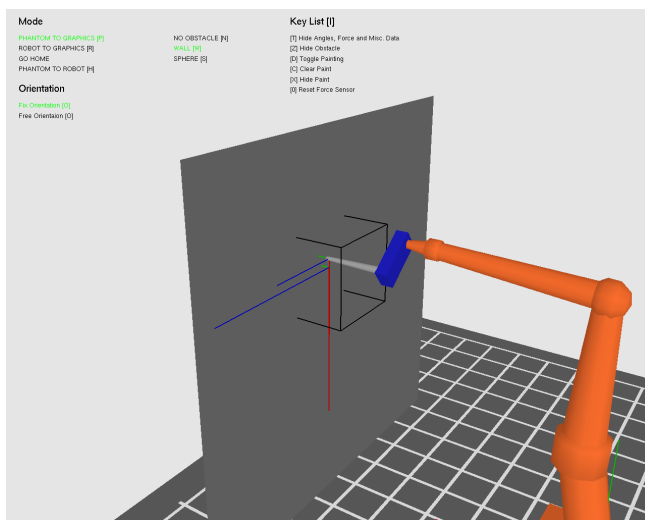 Mode
PHANTOM TO GRAPHICS [P]
ROBOT TO GRAPHICS [R]
GO HOME
PHANTOM TO ROBOT [H]
NO OBSTACLE [N]
WALL [W]
SPHERE [S]
Orientation
Fix Orientation [O]
Free Orientaion [O]
Key List [I]
[T] Hide Angles, Force and Misc. Data
[Z] Hide Obstacle
[D] Toggle Painting
[C] Clear Paint
[X] Hide Paint
[0] Reset Force Sensor